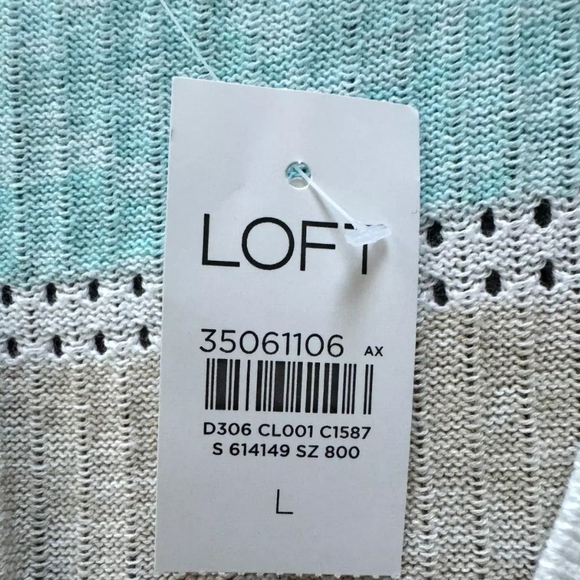 LOFT
35061106 AX
D306 CL001 C1587
S 614149 SZ 800
L